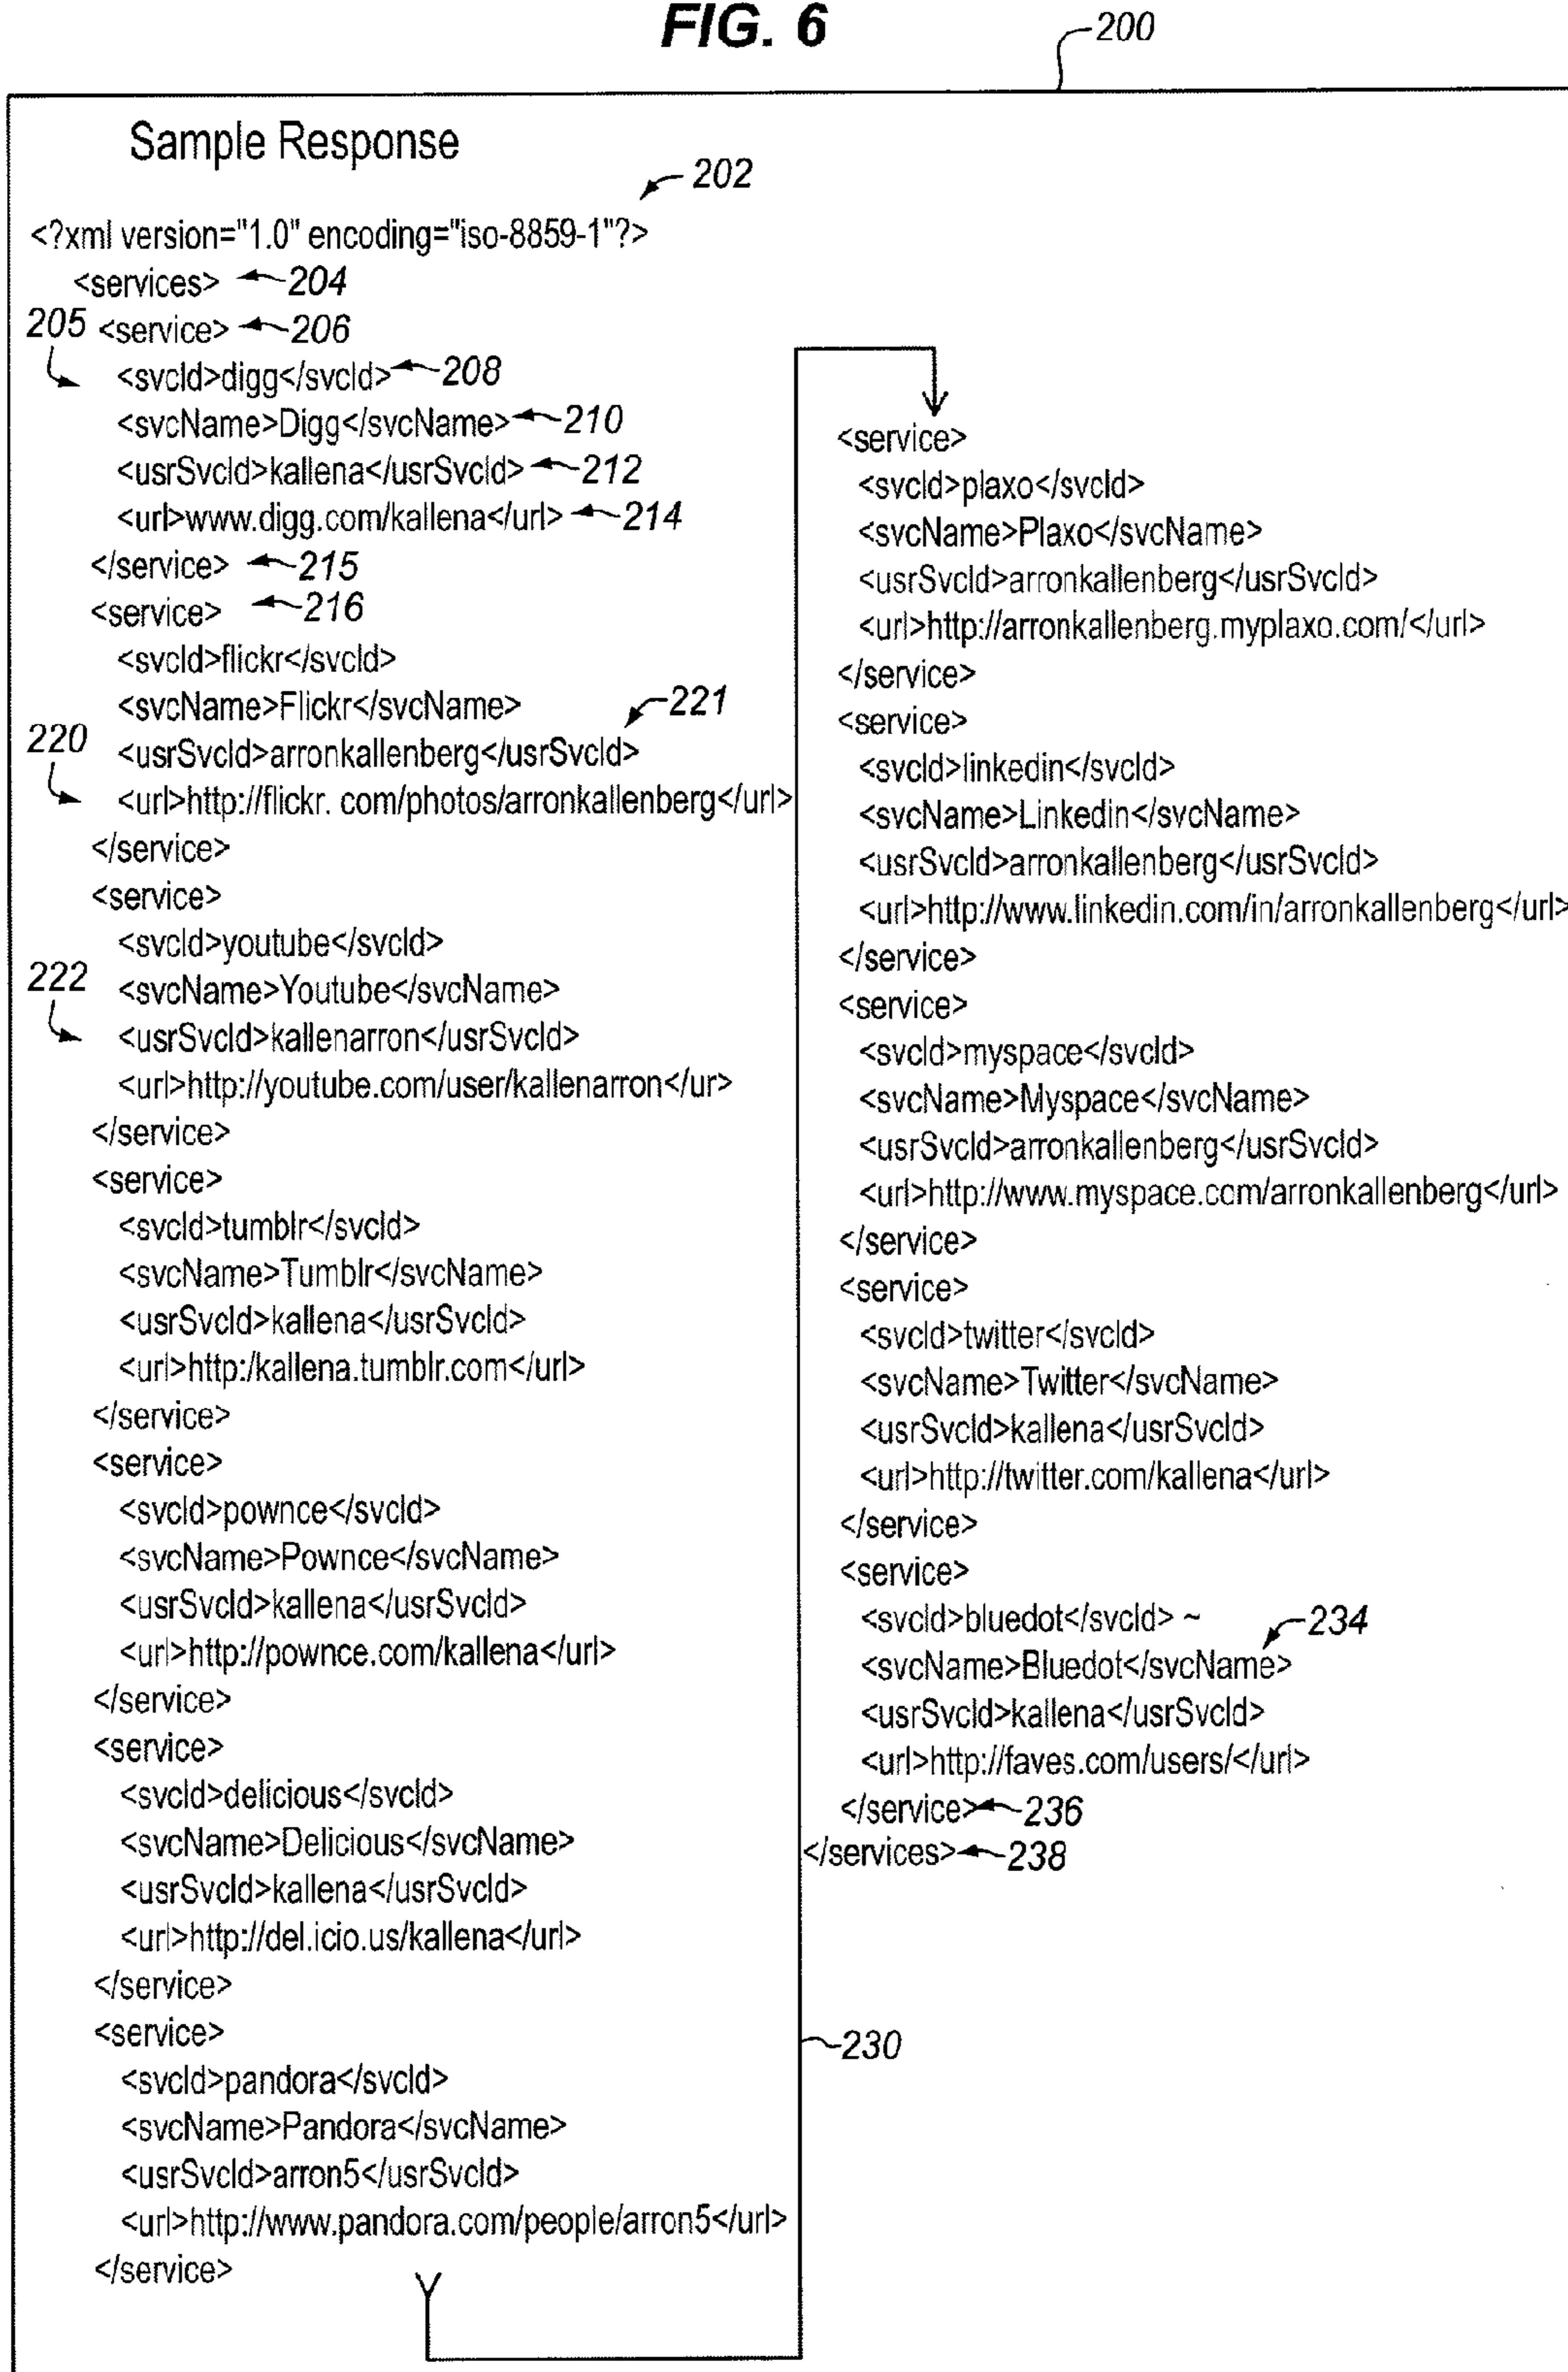 FIG. 6
200
Sample Response
202
<?xml version="1.0" encoding="iso-8859-1"?>
<services> 204
205 <service> 206
<svcId>digg</svcId> 208
<svcName>Digg</svcName> 210
<usrSvcId>kallena</usrSvcId> 212
<url>www.digg.com/kallena</url> 214
</service> 215
<service> 216
<svcId>flickr</svcId>
<svcName>Flickr</svcName> 221
220 <usrSvcId>arronkallenberg</usrSvcId>
<url>http://flickr. com/photos/arronkallenberg</url>
</service>
<service>
<svcId>youtube</svcId>
222 <svcName>Youtube</svcName>
<usrSvcId>kallenarron</usrSvcId>
<url>http://youtube.com/user/kallenarron</ur>
</service>
<service>
<svcId>tumblr</svcId>
<svcName>Tumblr</svcName>
<usrSvcId>kallena</usrSvcId>
<url>http:/kallena.tumblr.com</url>
</service>
<service>
<svcId>pownce</svcId>
<svcName>Pownce</svcName>
<usrSvcId>kallena</usrSvcId>
<url>http://pownce.com/kallena</url>
</service>
<service>
<svcId>delicious</svcId>
<svcName>Delicious</svcName>
<usrSvcId>kallena</usrSvcId>
<url>http://del.icio.us/kallena</url>
</service>
<service>
<svcId>pandora</svcId>
<svcName>Pandora</svcName>
<usrSvcId>arron5</usrSvcId>
<url>http://www.pandora.com/people/arron5</url>
</service>
230
<service>
<svcId>plaxo</svcId>
<svcName>Plaxo</svcName>
<usrSvcId>arronkallenberg</usrSvcId>
<url>http://arronkallenberg.myplaxo.com/</url>
</service>
<service>
<svcId>linkedin</svcId>
<svcName>Linkedin</svcName>
<usrSvcId>arronkallenberg</usrSvcId>
<url>http://www.linkedin.com/in/arronkallenberg</url>
</service>
<service>
<svcId>myspace</svcId>
<svcName>Myspace</svcName>
<usrSvcId>arronkallenberg</usrSvcId>
<url>http://www.myspace.com/arronkallenberg</url>
</service>
<service>
<svcId>twitter</svcId>
<svcName>Twitter</svcName>
<usrSvcId>kallena</usrSvcId>
<url>http://twitter.com/kallena</url>
</service>
<service>
<svcId>bluedot</svcId> ~ 234
<svcName>Bluedot</svcName>
<usrSvcId>kallena</usrSvcId>
<url>http://faves.com/users/</url>
</service> 236
</services> 238